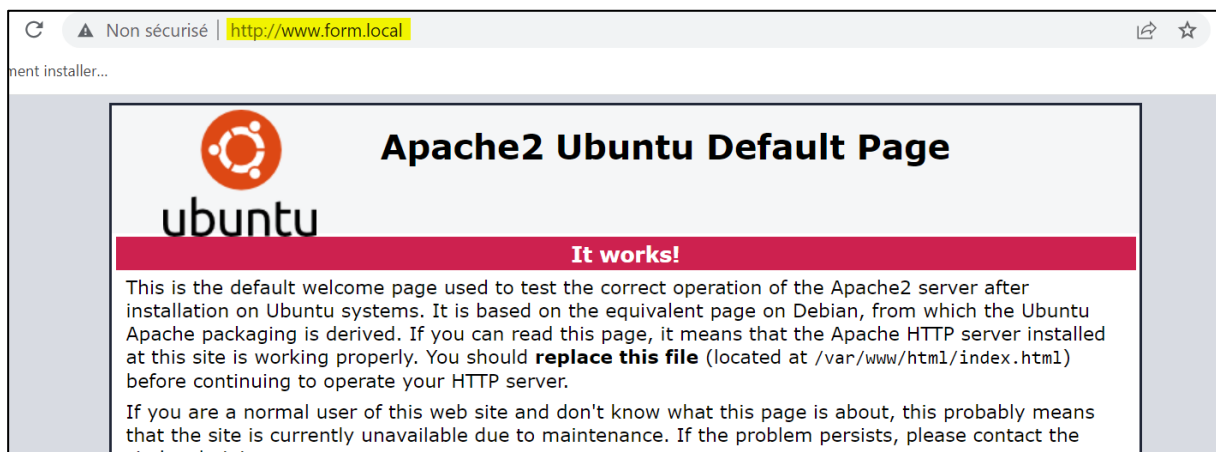 Non sécurisé | http://www.form.local
ment installer...
Apache2 Ubuntu Default Page
ubuntu
It works!
This is the default welcome page used to test the correct operation of the Apache2 server after
installation on Ubuntu systems. It is based on the equivalent page on Debian, from which the Ubuntu
Apache packaging is derived. If you can read this page, it means that the Apache HTTP server installed
at this site is working properly. You should replace this file (located at /var/www/html/index.html)
before continuing to operate your HTTP server.
If you are a normal user of this web site and don't know what this page is about, this probably means
that the site is currently unavailable due to maintenance. If the problem persists, please contact the